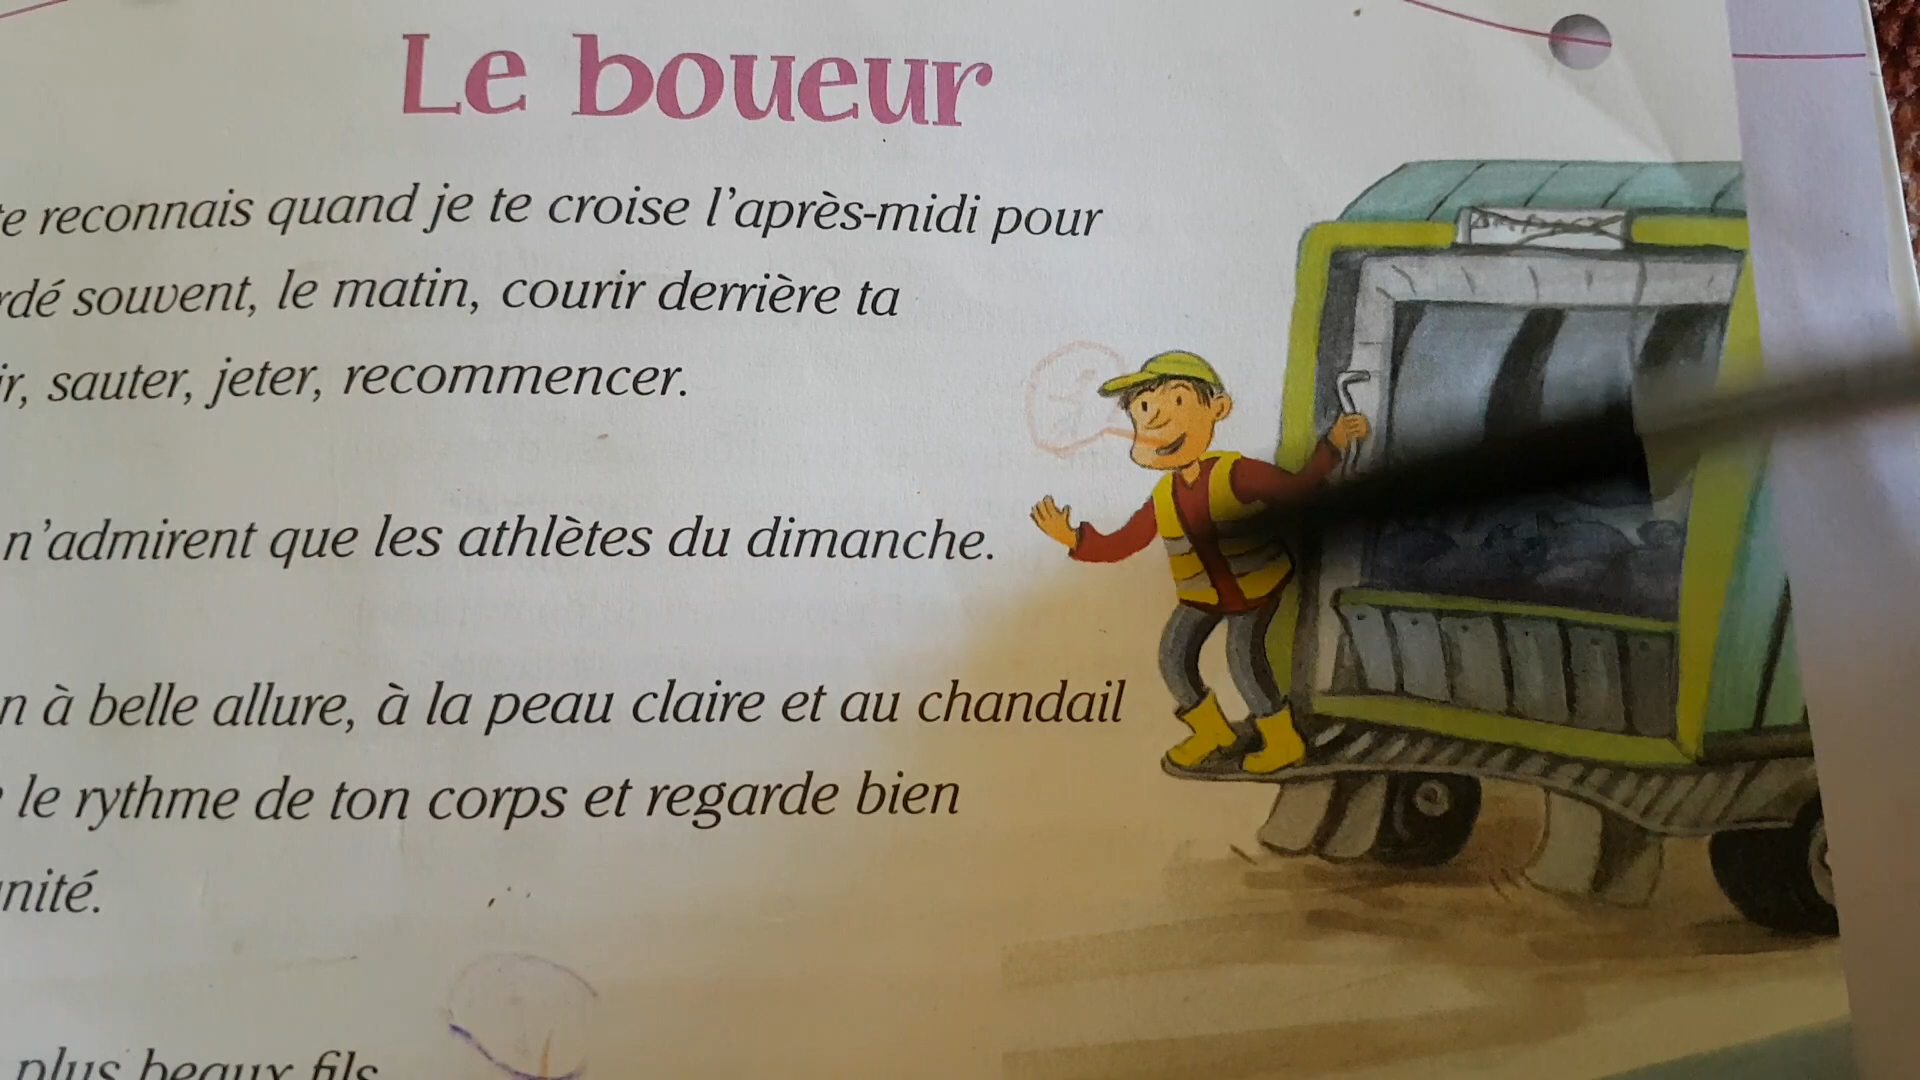 Le boueur
te reconnais quand je te croise l'après-midi pour
rdé souvent, le matin, courir derrière ta
ir, sauter, jeter, recommencer.
n'admirent que les athlètes du dimanche.
n à belle allure, à la peau claire et au chandail
le rythme de ton corps et regarde bien
nité.
plus beaux fils